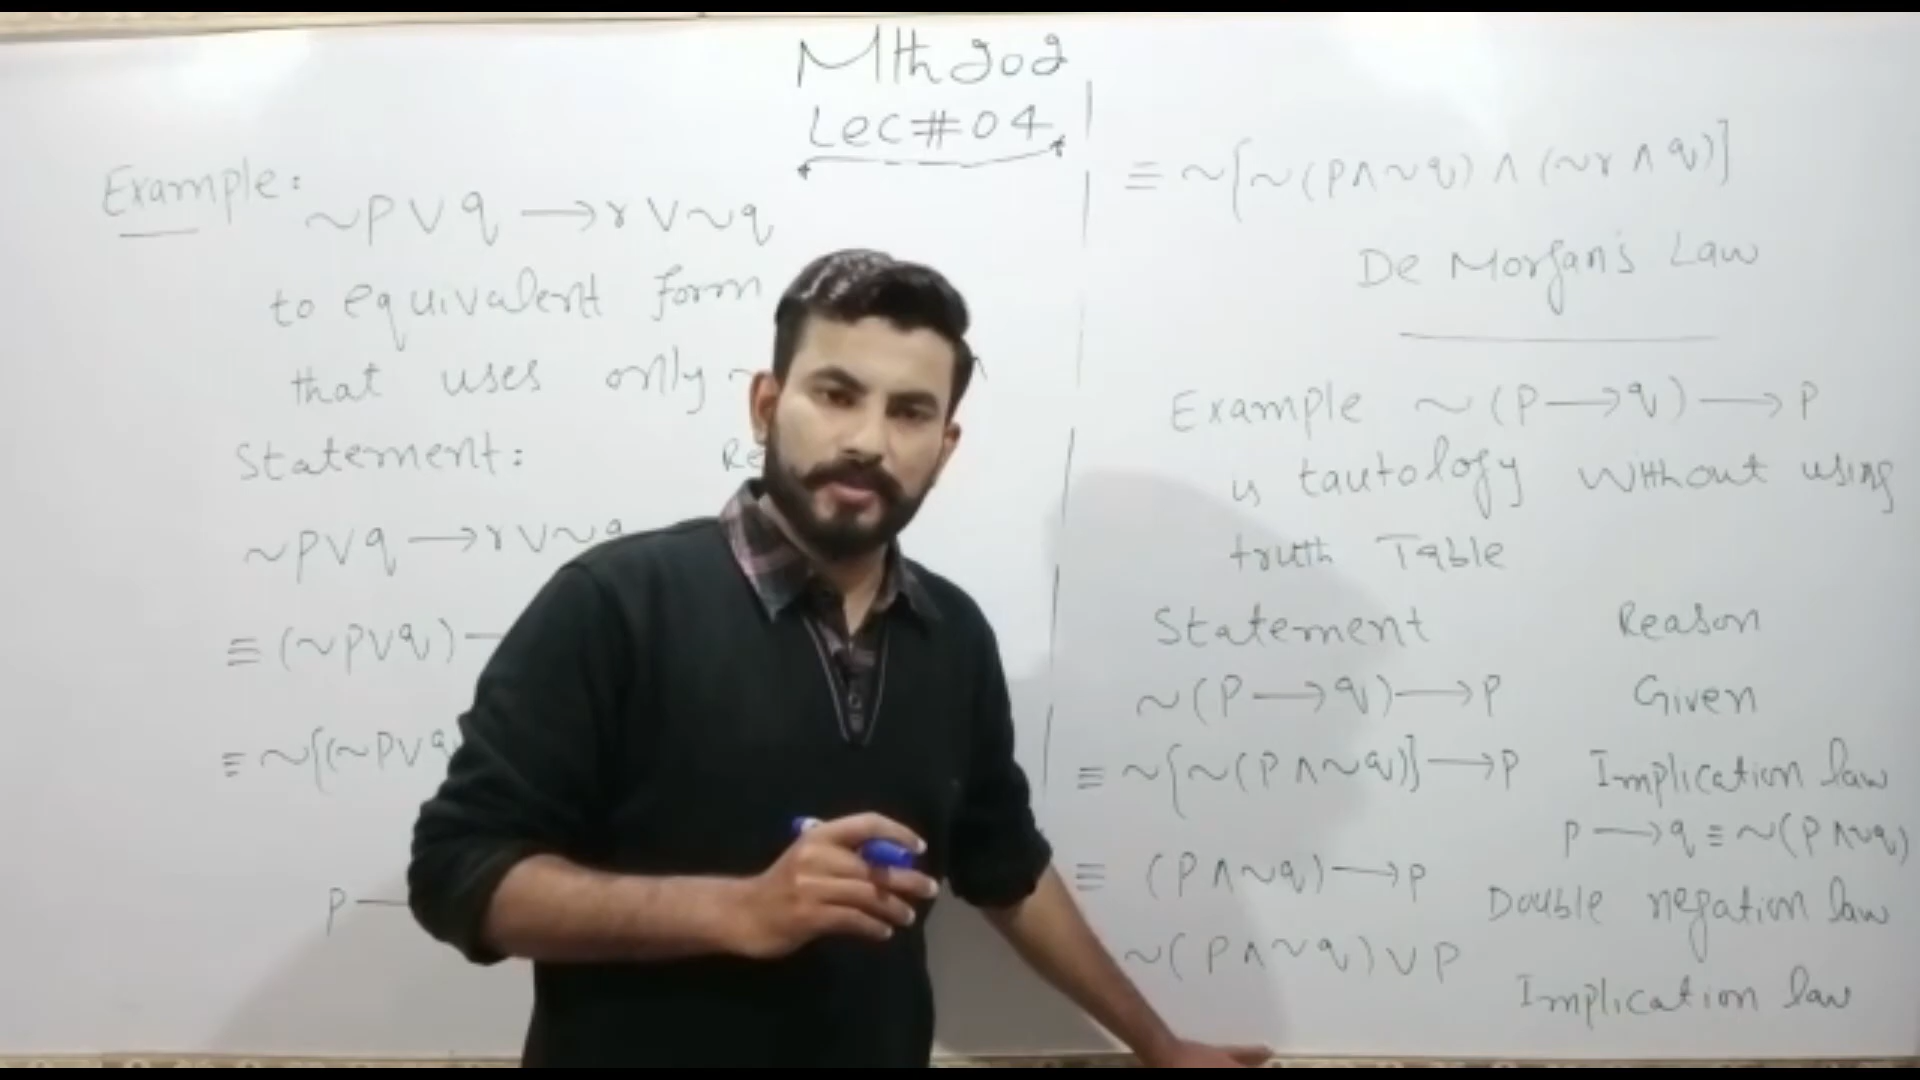 Mth202
Lec#04
Example:
~p∨q → r∨~q
to equivalent form
that uses only ~ ∧
Statement:
~p∨q → r∨~q
≡ (~p∨q)
≡ ~[(~p∨q
p
≡ ~[~(p∧~q) ∧ (~r∧q)]
De Morgan's Law
Example ~(p → q) → p
is tautology without using
truth Table
Statement Reason
~(p → q) → p Given
≡ ~[~(p∧~q)] → p Implication law
p → q ≡ ~(p∧~q)
≡ (p∧~q) → p Double negation law
~(p∧~q)∨p
Implication law